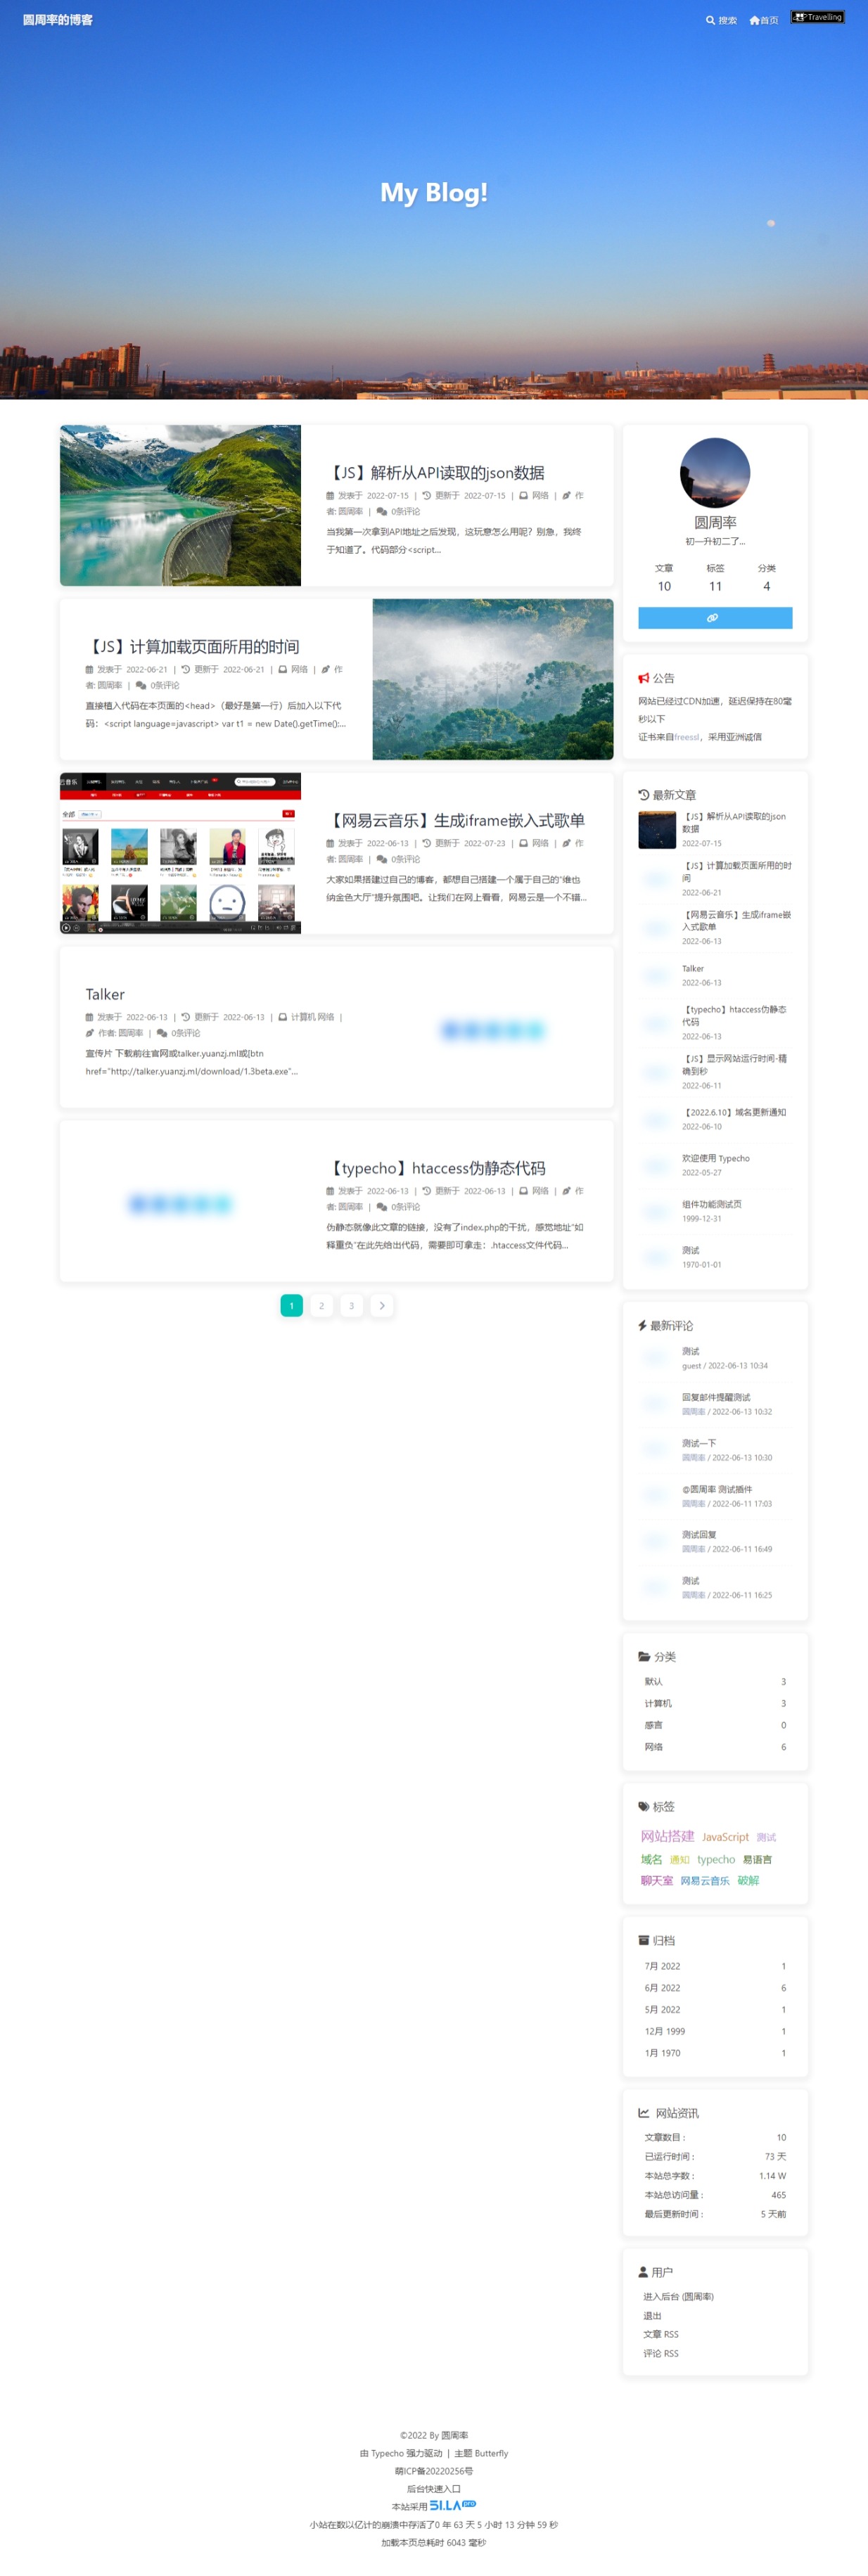 圆周率的博客
搜索 首页 Travelling
My Blog!
【JS】解析从API读取的json数据
发表于 2022-07-15 | 更新于 2022-07-15 | 网络 | 作
者: 圆周率 | 0条评论
当我第一次拿到API地址之后发现，这玩意怎么用呢？别急，我终
于知道了。代码部分<script...
【JS】计算加载页面所用的时间
发表于 2022-06-21 | 更新于 2022-06-21 | 网络 | 作
者: 圆周率 | 0条评论
直接植入代码在本页面的<head>（最好是第一行）后加入以下代
码：<script language=javascript> var t1 = new Date().getTime();...
【网易云音乐】生成iframe嵌入式歌单
发表于 2022-06-13 | 更新于 2022-07-23 | 网络 | 作
者: 圆周率 | 0条评论
大家如果搭建过自己的博客，都想自己搭建一个属于自己的"维也
纳金色大厅"提升氛围吧。让我们在网上看看，网易云是一个不错...
Talker
发表于 2022-06-13 | 更新于 2022-06-13 | 计算机 网络 |
作者: 圆周率 | 0条评论
宣传片 下载前往官网或talker.yuanzj.ml或[btn
href="http://talker.yuanzj.ml/download/1.3beta.exe"...
【typecho】htaccess伪静态代码
发表于 2022-06-13 | 更新于 2022-06-13 | 网络 | 作
者: 圆周率 | 0条评论
伪静态就像此文章的链接，没有了index.php的干扰，感觉地址"如
释重负"在此先给出代码，需要即可拿走：.htaccess文件代码...
1 2 3
圆周率
初一升初二了...
文章 标签 分类
10 11 4
公告
网站已经过CDN加速，延迟保持在80毫
秒以下
证书来自freessl，采用亚洲诚信
最新文章
【JS】解析从API读取的json
数据
2022-07-15
【JS】计算加载页面所用的时
间
2022-06-21
【网易云音乐】生成iframe嵌
入式歌单
2022-06-13
Talker
2022-06-13
【typecho】htaccess伪静态
代码
2022-06-13
【JS】显示网站运行时间-精
确到秒
2022-06-11
【2022.6.10】域名更新通知
2022-06-10
欢迎使用 Typecho
2022-05-27
组件功能测试页
1999-12-31
测试
1970-01-01
最新评论
测试
guest / 2022-06-13 10:34
回复邮件提醒测试
圆周率 / 2022-06-13 10:32
测试一下
圆周率 / 2022-06-13 10:30
@圆周率 测试插件
圆周率 / 2022-06-11 17:03
测试回复
圆周率 / 2022-06-11 16:49
测试
圆周率 / 2022-06-11 16:25
分类
默认 3
计算机 3
感言 0
网络 6
标签
网站搭建 JavaScript 测试
域名 通知 typecho 易语言
聊天室 网易云音乐 破解
归档
7月 2022 1
6月 2022 6
5月 2022 1
12月 1999 1
1月 1970 1
网站资讯
文章数目： 10
已运行时间： 73 天
本站总字数： 1.14 W
本站总访问量： 465
最后更新时间： 5 天前
用户
进入后台 (圆周率)
退出
文章 RSS
评论 RSS
©2022 By 圆周率
由 Typecho 强力驱动 | 主题 Butterfly
萌ICP备20220256号
后台快速入口
本站采用 51.LA pro
小站在数以亿计的崩溃中存活了0 年 63 天 5 小时 13 分钟 59 秒
加载本页总耗时 6043 毫秒